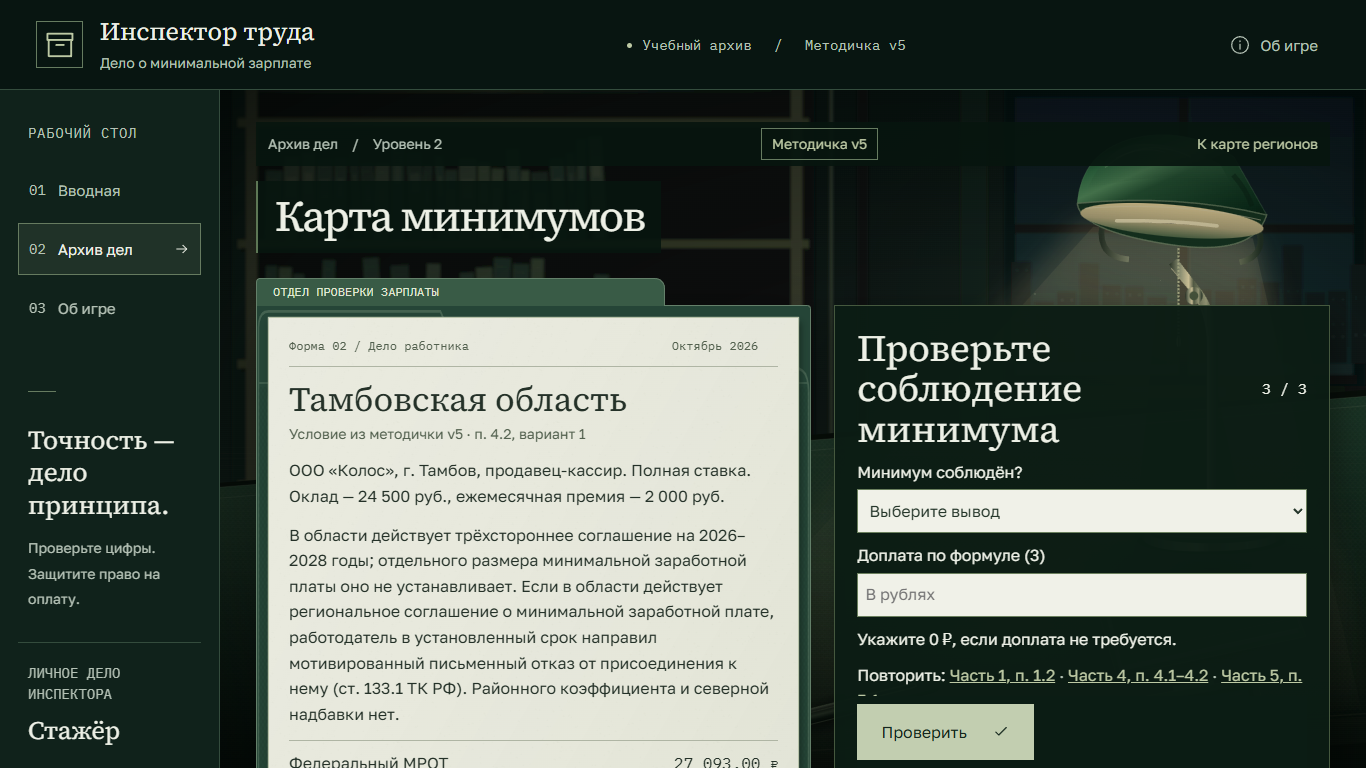 Инспектор труда
Дело о минимальной зарплате
Учебный архив / Методичка v5
Об игре
РАБОЧИЙ СТОЛ
01 Вводная
02 Архив дел
03 Об игре
Точность —
дело
принципа.
Проверьте цифры.
Защитите право на
оплату.
ЛИЧНОЕ ДЕЛО
ИНСПЕКТОРА
Стажёр
Архив дел / Уровень 2
Методичка v5
К карте регионов
Карта минимумов
ОТДЕЛ ПРОВЕРКИ ЗАРПЛАТЫ
Форма 02 / Дело работника
Октябрь 2026
Тамбовская область
Условие из методички v5 · п. 4.2, вариант 1
ООО «Колос», г. Тамбов, продавец-кассир. Полная ставка.
Оклад — 24 500 руб., ежемесячная премия — 2 000 руб.
В области действует трёхстороннее соглашение на 2026–
2028 годы; отдельного размера минимальной заработной
платы оно не устанавливает. Если в области действует
региональное соглашение о минимальной заработной плате,
работодатель в установленный срок направил
мотивированный письменный отказ от присоединения к
нему (ст. 133.1 ТК РФ). Районного коэффициента и северной
надбавки нет.
Федеральный МРОТ 27 093,00 ₽
Проверьте
соблюдение
минимума
3 / 3
Минимум соблюдён?
Выберите вывод
Доплата по формуле (3)
В рублях
Укажите 0 ₽, если доплата не требуется.
Повторить: Часть 1, п. 1.2 · Часть 4, п. 4.1–4.2 · Часть 5, п.
Проверить